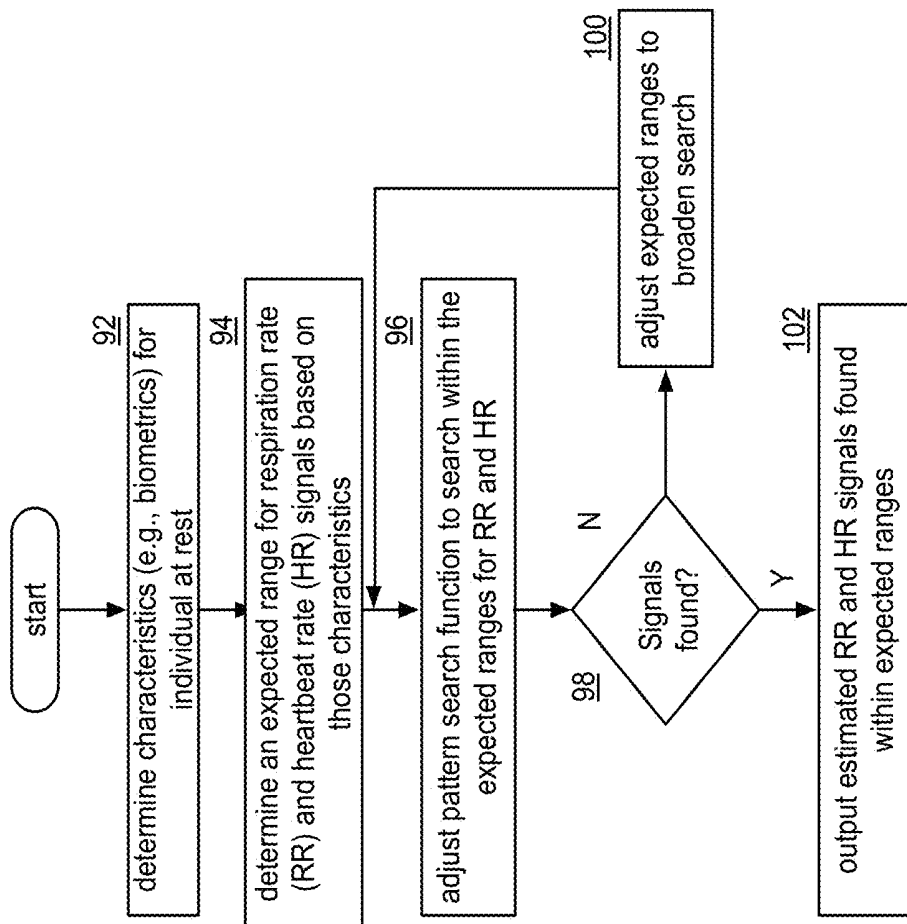 start
92
determine characteristics (e.g., biometrics) for
individual at rest
94
determine an expected range for respiration rate
(RR) and heartbeat rate (HR) signals based on
those characteristics
96
adjust pattern search function to search within the
expected ranges for RR and HR
98
Signals
found?
N
100
adjust expected ranges to
broaden search
Y
102
output estimated RR and HR signals found
within expected ranges